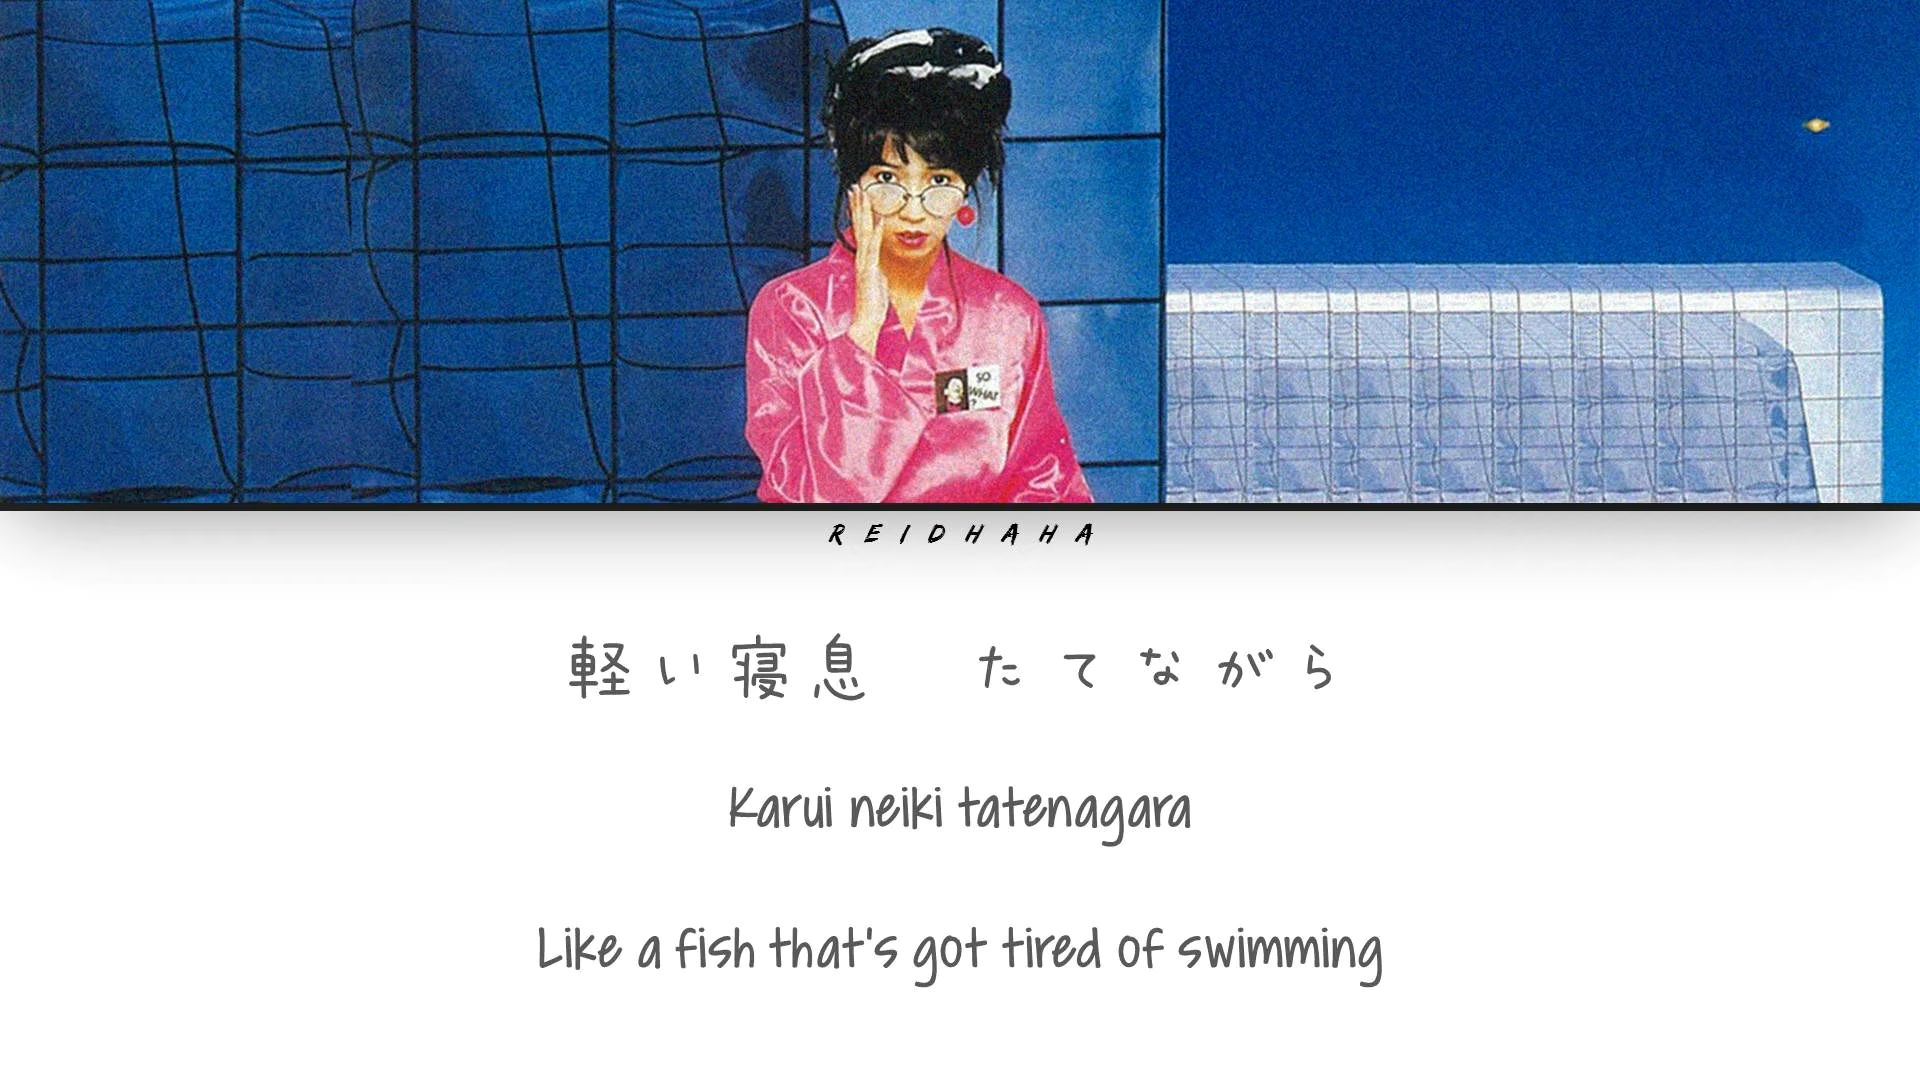 SO
WHAT
?
REIDHAHA
軽い寝息　たてながら
Karui neiki tatenagara
Like a fish that's got tired of swimming